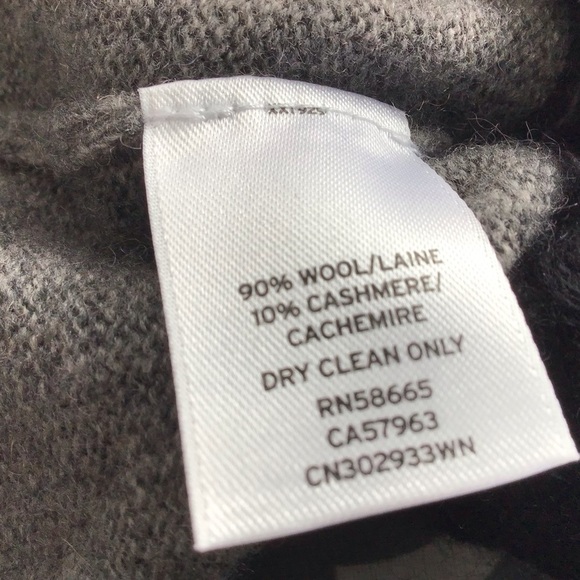 90% WOOL/LAINE
10% CASHMERE/
CACHEMIRE
DRY CLEAN ONLY
RN58665
CA57963
CN302933WN